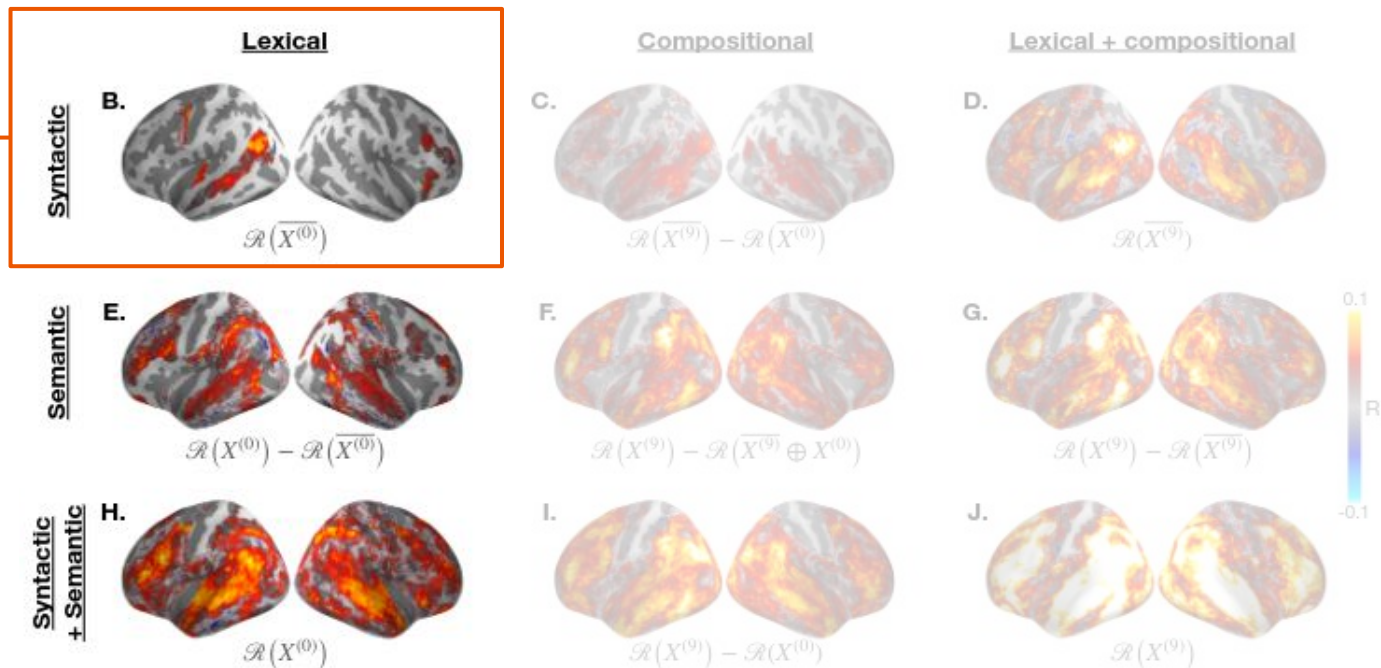 Lexical Compositional Lexical + compositional
Syntactic
B. C. D.
ℛ(X̅⁽⁰⁾) ℛ(X̅⁽⁹⁾) − ℛ(X̅⁽⁰⁾) ℛ(X̅⁽⁹⁾)
Semantic
E. F. G.
0.1
R
-0.1
ℛ(X⁽⁰⁾) − ℛ(X̅⁽⁰⁾) ℛ(X⁽⁹⁾) − ℛ(X̅⁽⁹⁾ ⊕ X⁽⁰⁾) ℛ(X⁽⁹⁾) − ℛ(X̅⁽⁹⁾)
Syntactic
+ Semantic
H. I. J.
ℛ(X⁽⁰⁾) ℛ(X⁽⁹⁾) − ℛ(X⁽⁰⁾) ℛ(X⁽⁹⁾)